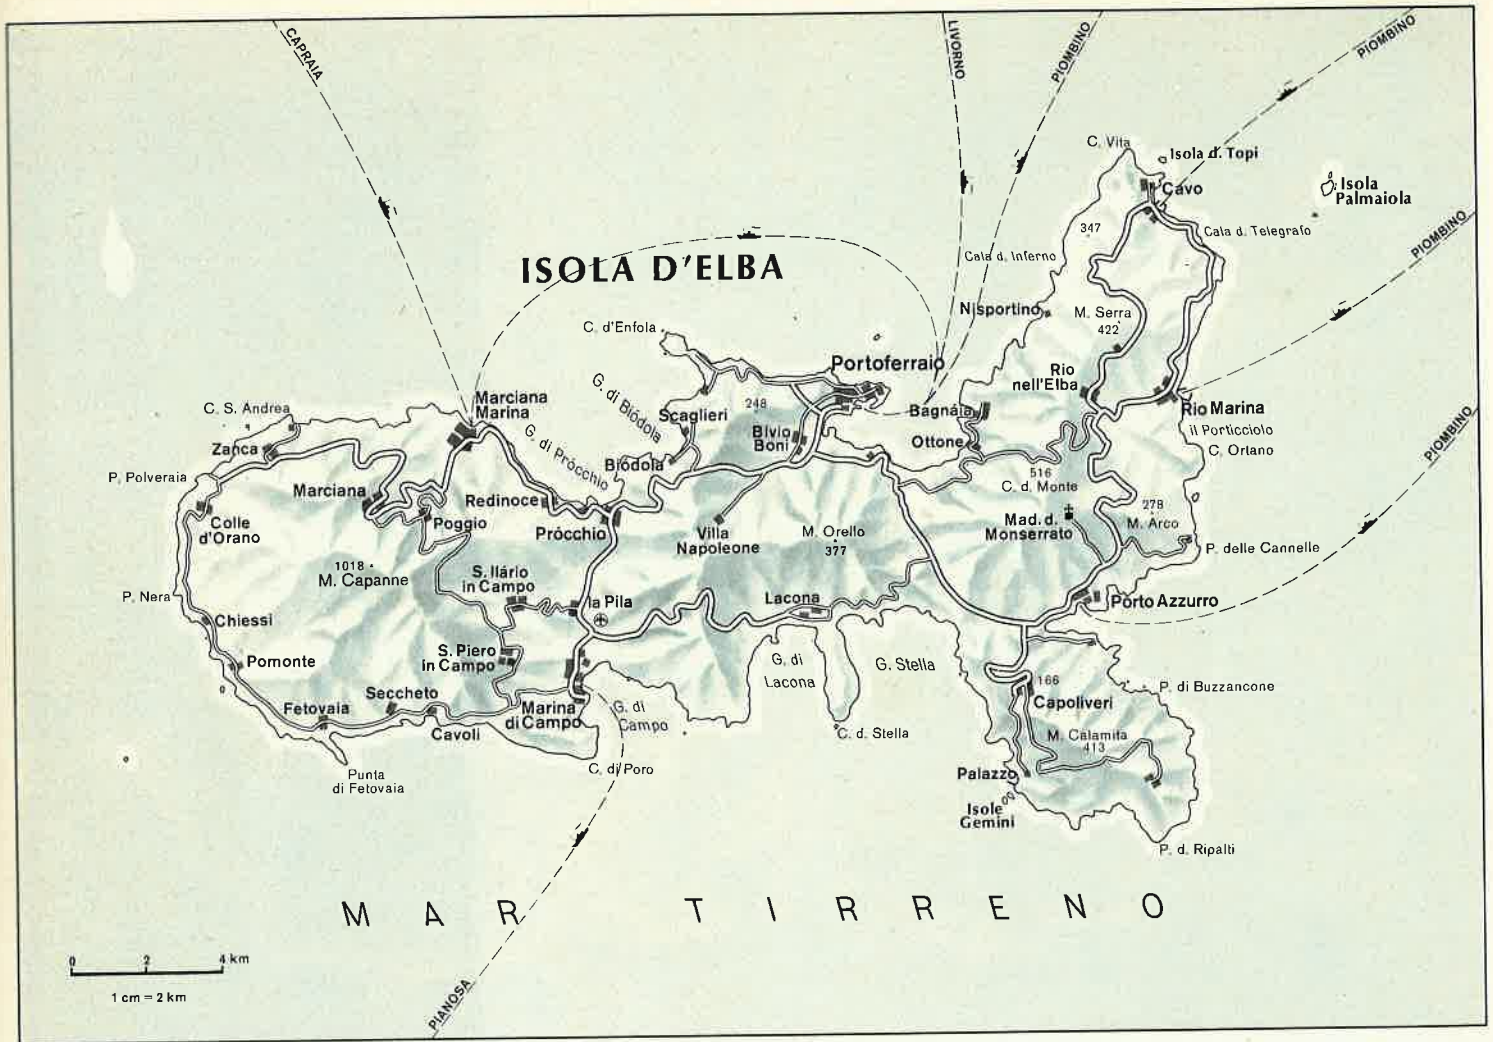 CAPRAIA
LIVORNO
PIOMBINO
PIOMBINO
C. Vita
Isola d. Topi
Cavo
Isola
Palmaiola
347
Cala d. Telegrafo
PIOMBINO
ISOLA D'ELBA
Cala d. Inferno
Nisportino
M. Serra
422
C. d'Enfola
Portoferraio
Rio
nell'Elba
Marciana
Marina
G. di Biódola
Scaglieri
248
Bagnáia
Rio Marina
PIOMBINO
C. S. Andrea
G. di Prócchio
Bivio
Boni
Ottone
il Porticciolo
C. Ortano
Zanca
Biódola
P. Polveraia
516
C. d. Monte
Marciana
Redinoce
278
M. Arco
Colle
d'Orano
Poggio
Prócchio
Villa
Napoleone
M. Orello
377
Mad. d.
Monserrato
P. delle Cannelle
1018
M. Capanne
S. Ilário
in Campo
P. Nera
la Pila
Lacona
Porto Azzurro
Chiessi
Pomonte
S. Piero
in Campo
G. di
Lacona
G. Stella
166
P. di Buzzancone
Seccheto
Fetovaia
Capoliveri
Marina
di Campo
G. di
Campo
Cavoli
C. d. Stella
M. Calamita
413
Punta
di Fetovaia
C. di Poro
Palazzo
Isole
Gemini
P. d. Ripalti
MAR TIRRENO
0 2 4 km
1 cm = 2 km
PIANOSA